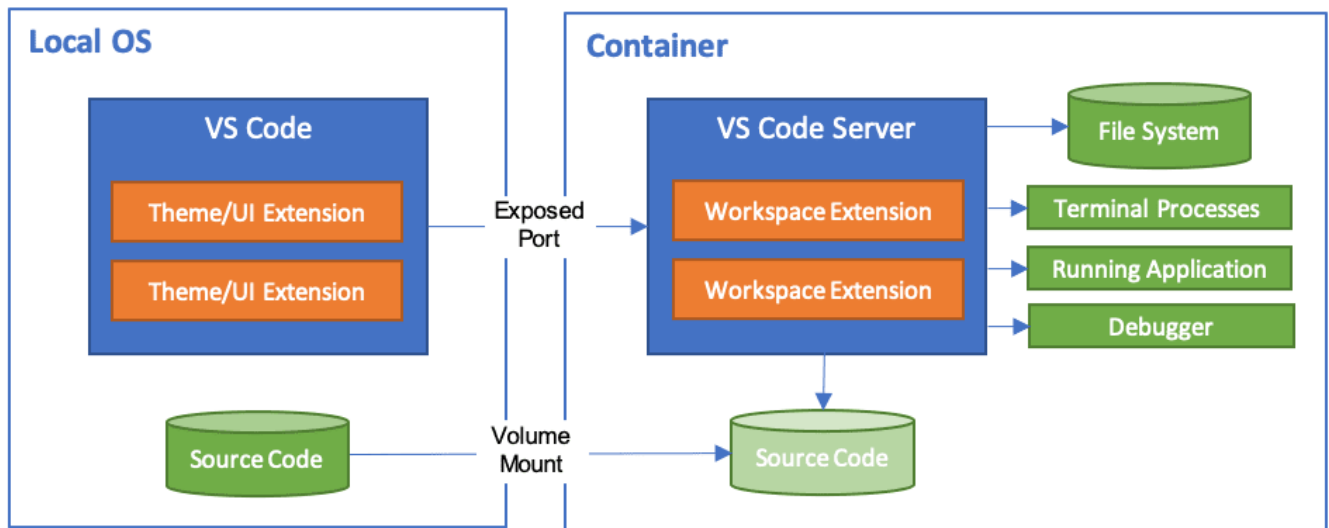 Local OS
VS Code
Theme/UI Extension
Theme/UI Extension
Source Code
Exposed
Port
Volume
Mount
Container
VS Code Server
Workspace Extension
Workspace Extension
File System
Terminal Processes
Running Application
Debugger
Source Code